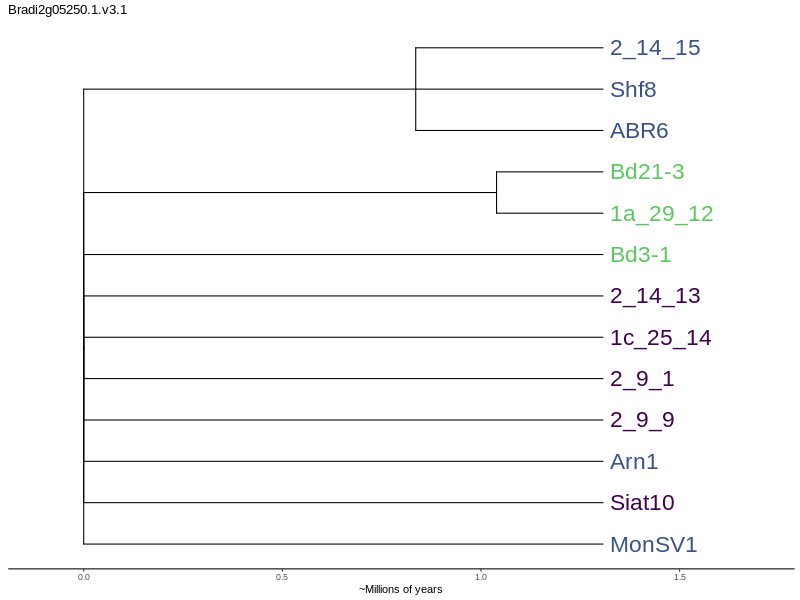 Bradi2g05250.1.v3.1
2_14_15
Shf8
ABR6
Bd21-3
1a_29_12
Bd3-1
2_14_13
1c_25_14
2_9_1
2_9_9
Arn1
Siat10
MonSV1
0.0 0.5 1.0 1.5
~Millions of years